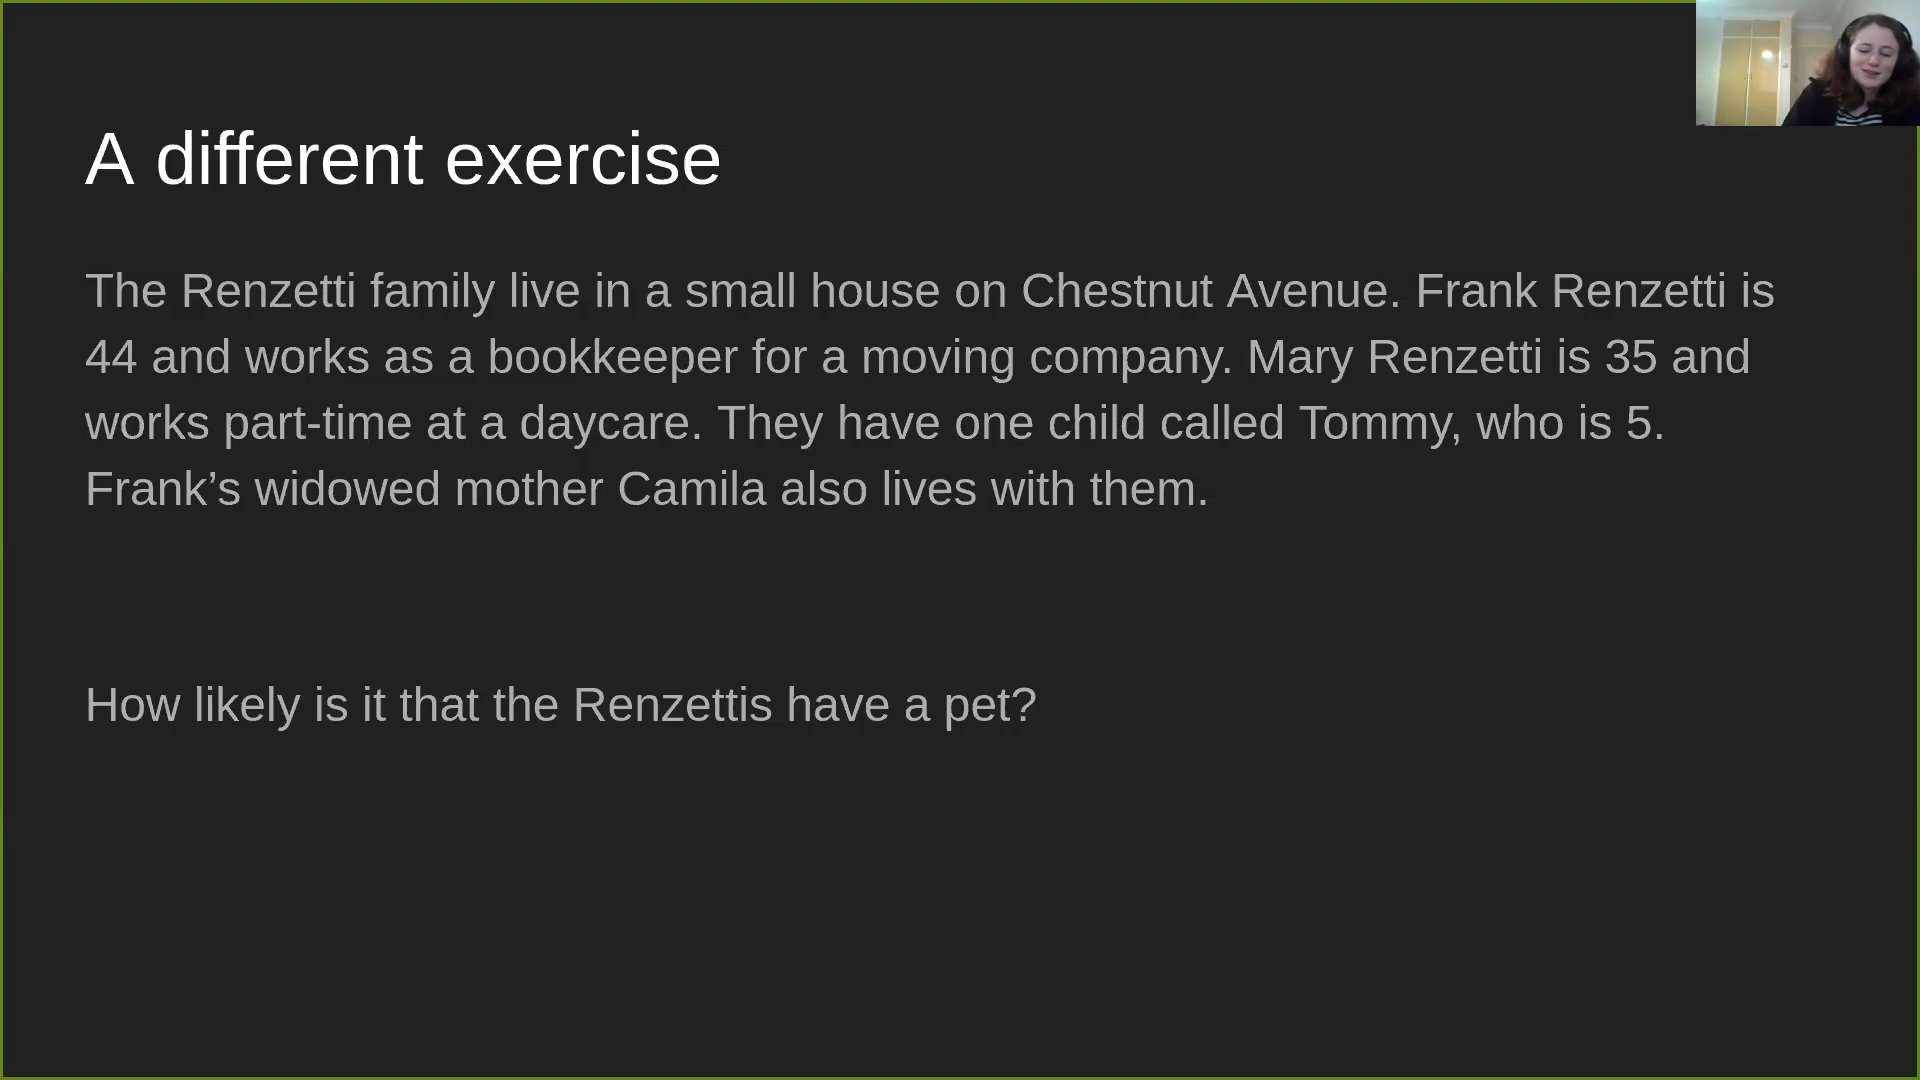 A different exercise
The Renzetti family live in a small house on Chestnut Avenue. Frank Renzetti is
44 and works as a bookkeeper for a moving company. Mary Renzetti is 35 and
works part-time at a daycare. They have one child called Tommy, who is 5.
Frank’s widowed mother Camila also lives with them.
How likely is it that the Renzettis have a pet?